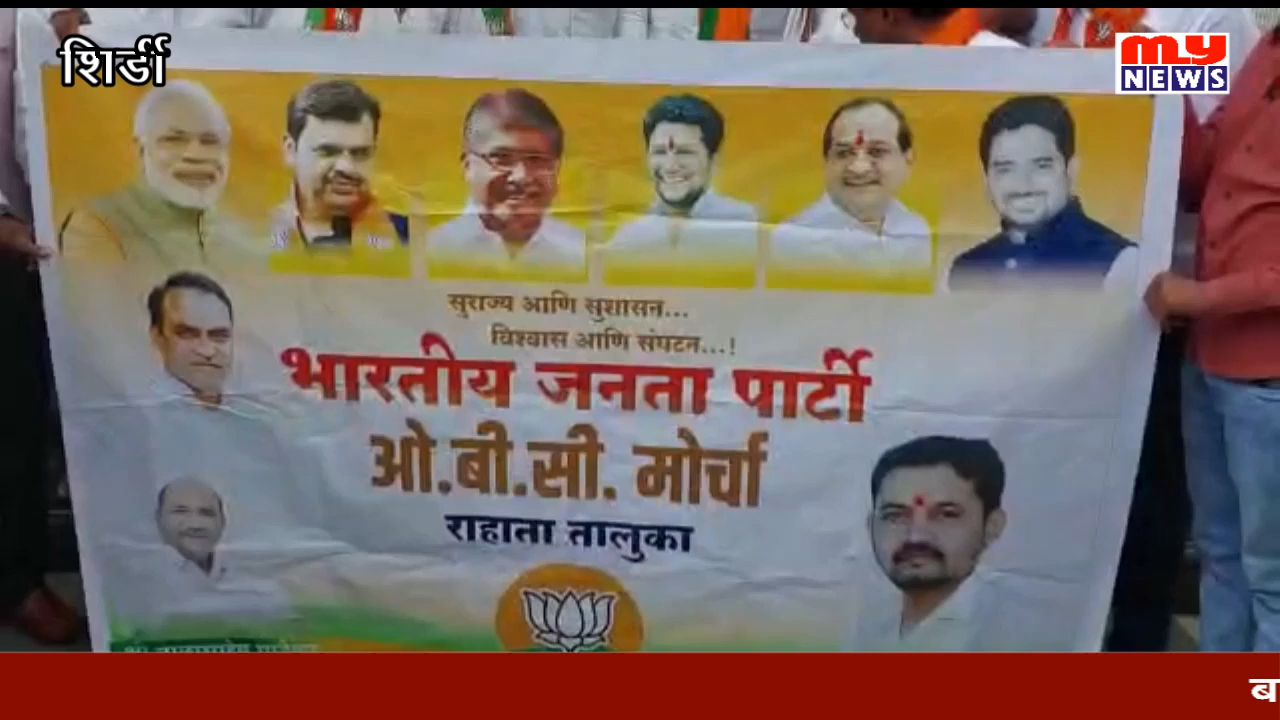 शिर्डी
MY
NEWS
सुराज्य आणि सुशासन...
विश्वास आणि संघटन...!
भारतीय जनता पार्टी
ओ.बी.सी. मोर्चा
राहाता तालुका
ब